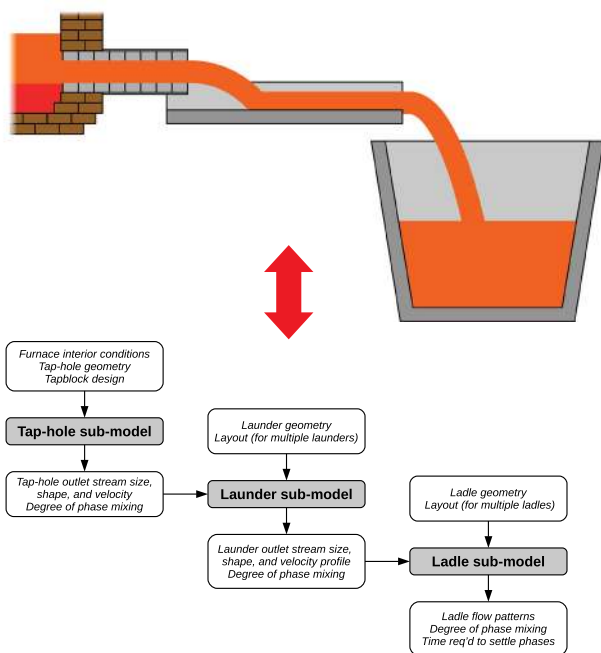 Furnace interior conditions
Tap-hole geometry
Tapblock design
Tap-hole sub-model
Tap-hole outlet stream size,
shape, and velocity
Degree of phase mixing
Launder geometry
Layout (for multiple launders)
Launder sub-model
Launder outlet stream size,
shape, and velocity profile
Degree of phase mixing
Ladle geometry
Layout (for multiple ladles)
Ladle sub-model
Ladle flow patterns
Degree of phase mixing
Time req'd to settle phases